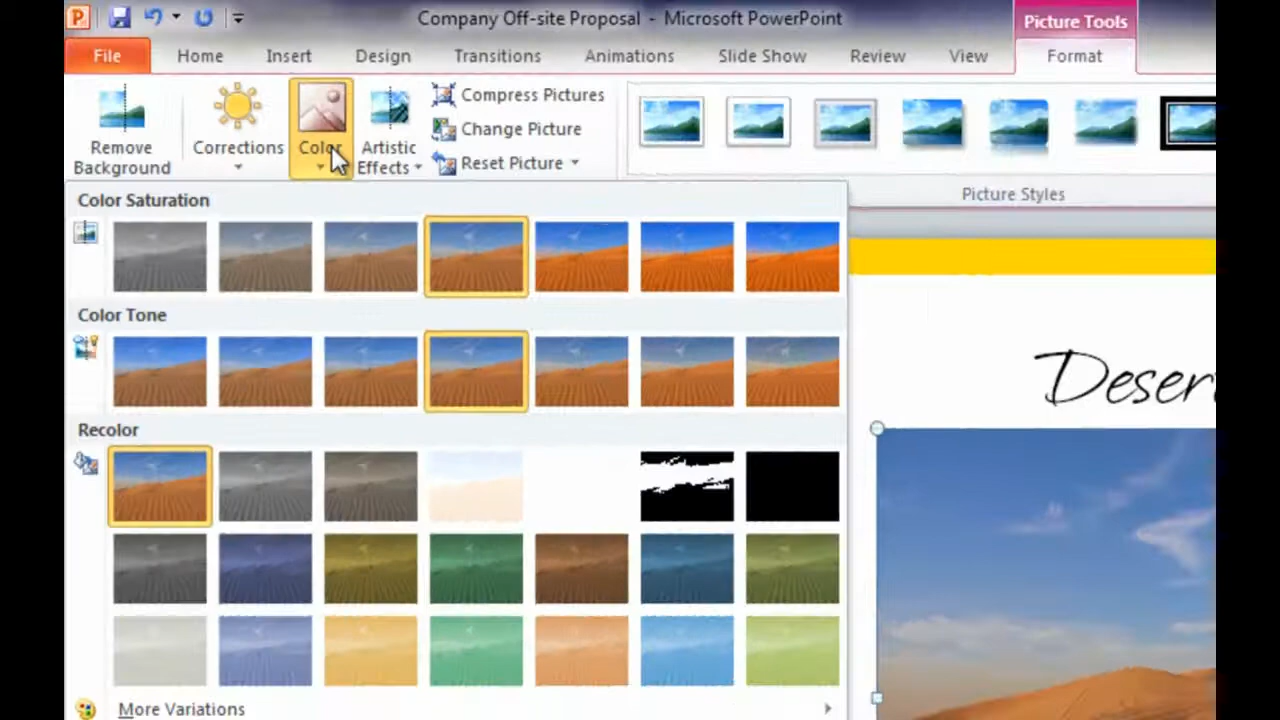 Company Off-site Proposal - Microsoft PowerPoint
Picture Tools
File Home Insert Design Transitions Animations Slide Show Review View Format
Remove Background
Corrections
Color
Artistic Effects
Compress Pictures
Change Picture
Reset Picture
Picture Styles
Color Saturation
Color Tone
Recolor
More Variations
Deser